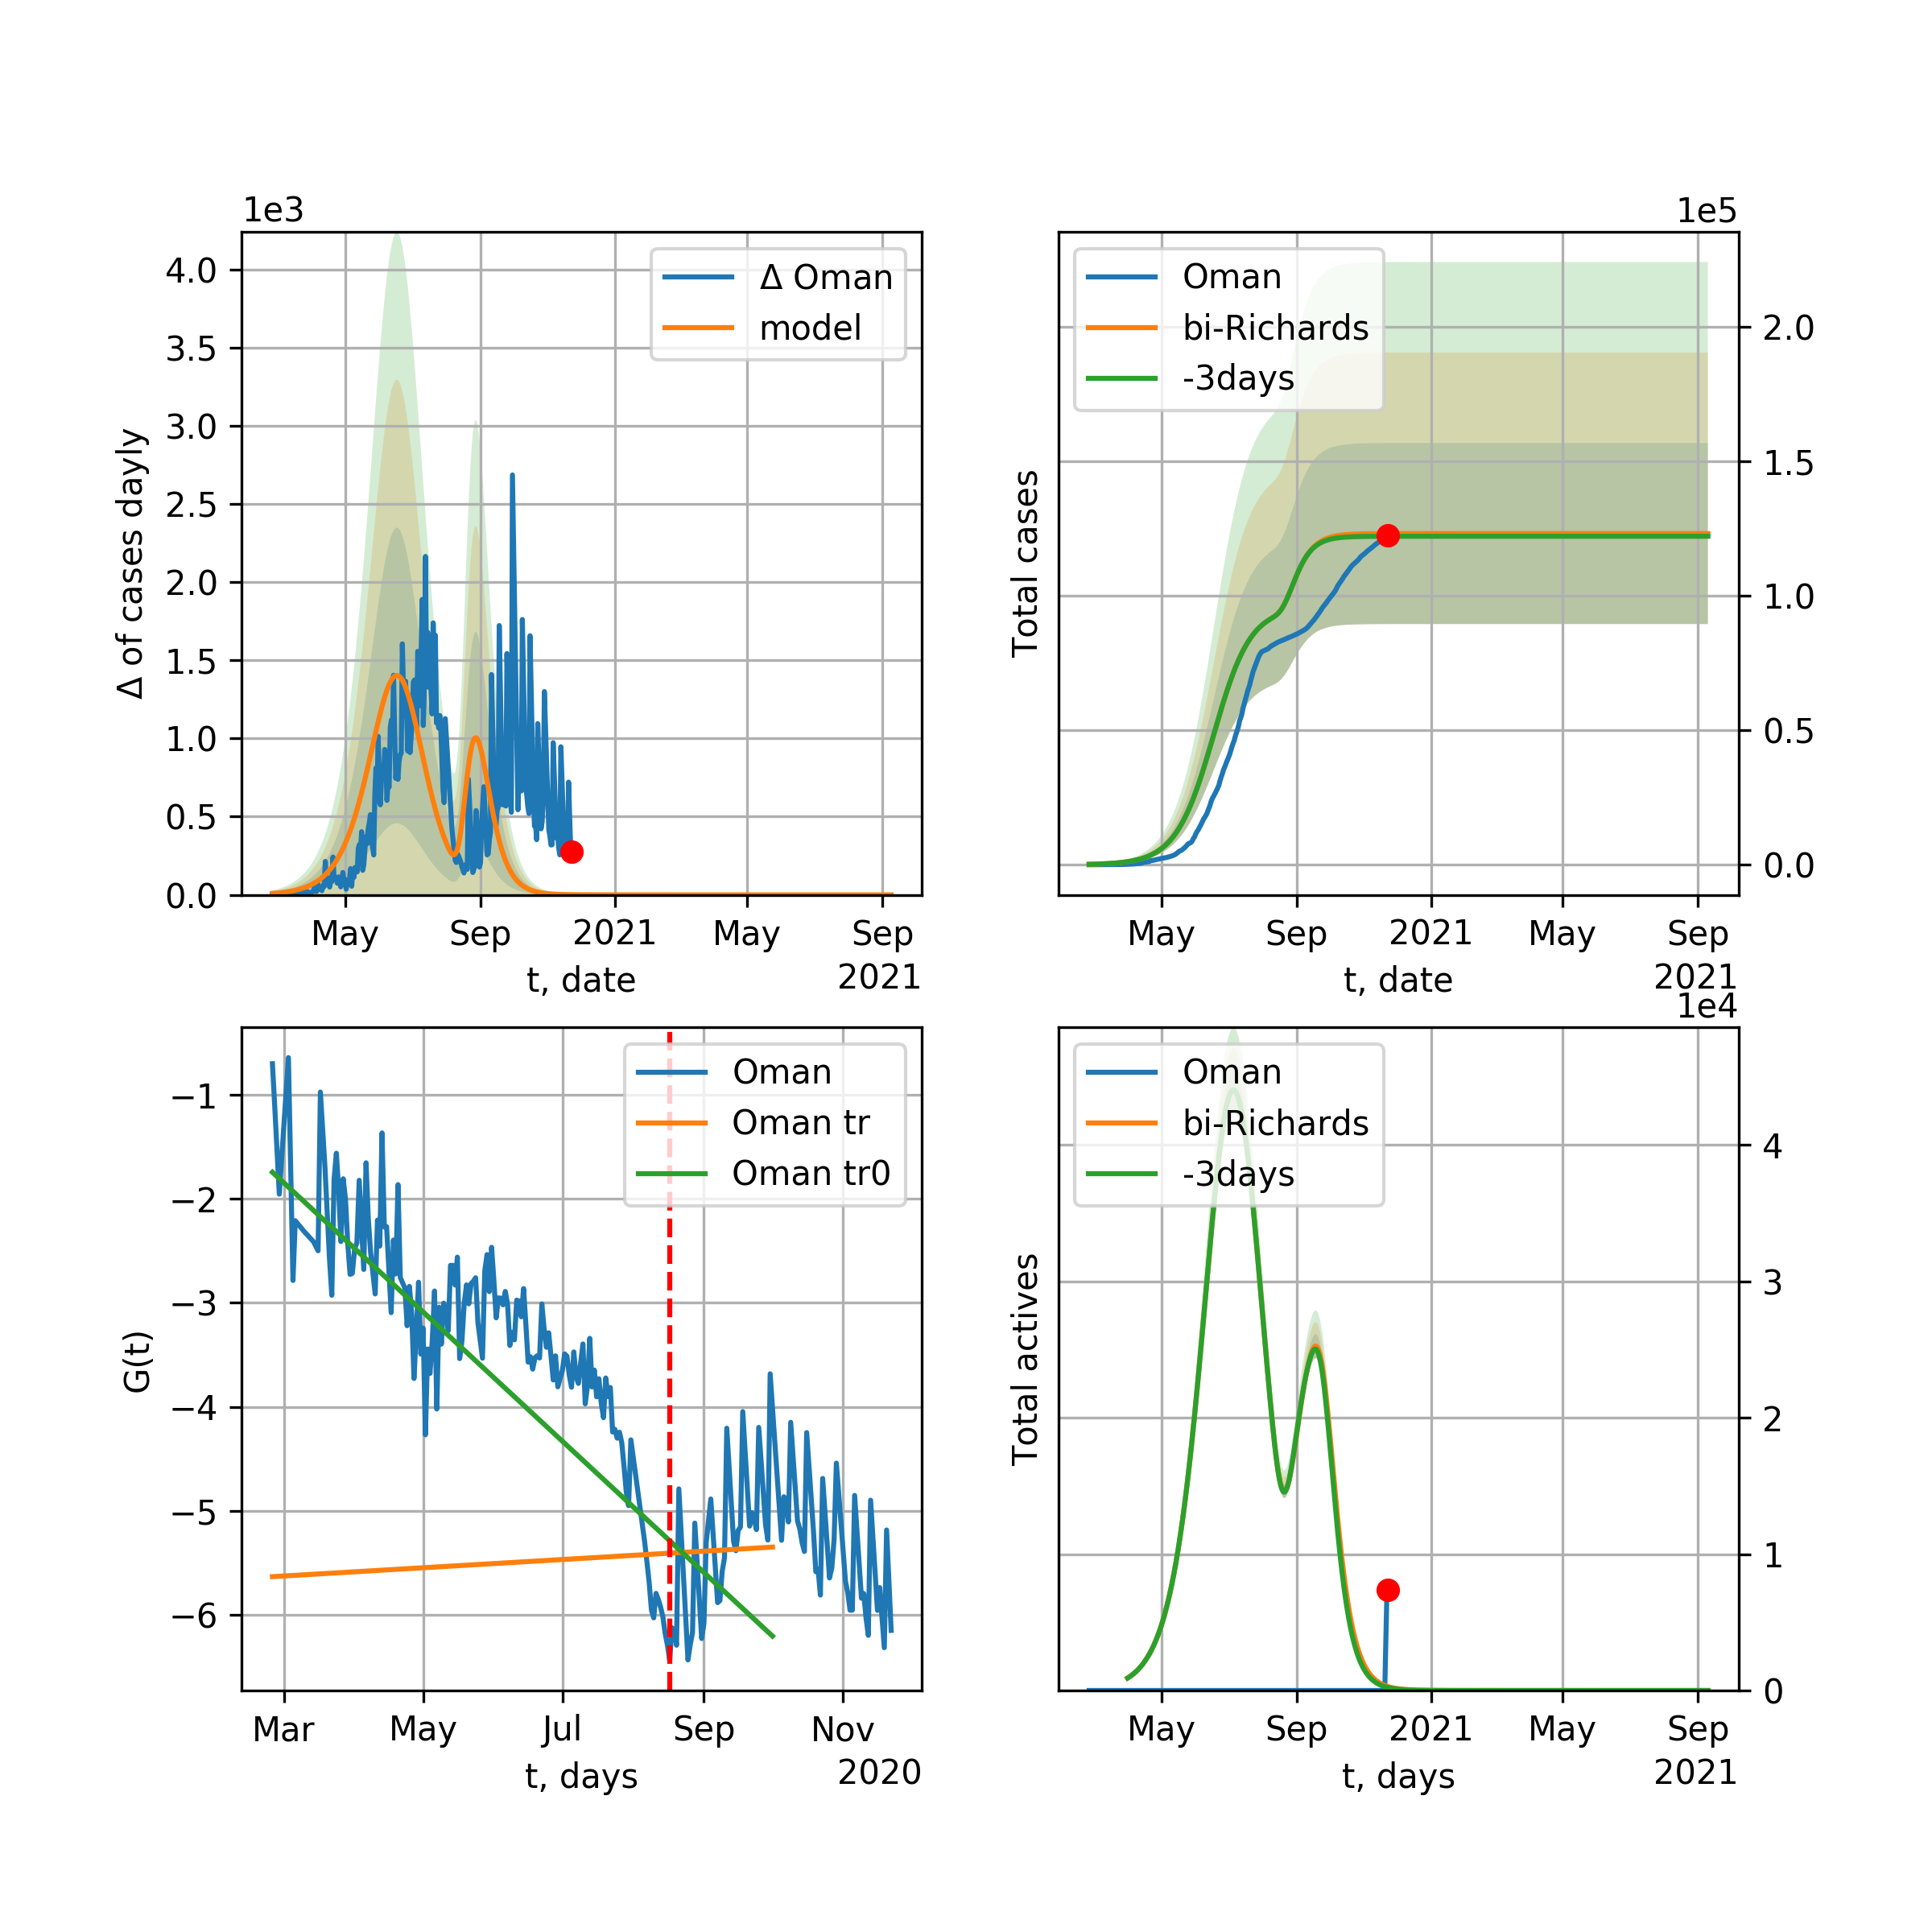 1e3
4.0
3.5
3.0
2.5
2.0
1.5
1.0
0.5
0.0
Δ of cases dayly
Δ Oman
model
May Sep 2021 May Sep
t, date
2021
1e5
Oman
bi-Richards
-3days
Total cases
2.0
1.5
1.0
0.5
0.0
May Sep 2021 May Sep
t, date
2021
−1
−2
−3
−4
−5
−6
G(t)
Oman
Oman tr
Oman tr0
Mar May Jul Sep Nov
t, days
2020
1e4
Oman
bi-Richards
-3days
Total actives
4
3
2
1
0
May Sep 2021 May Sep
t, days
2021